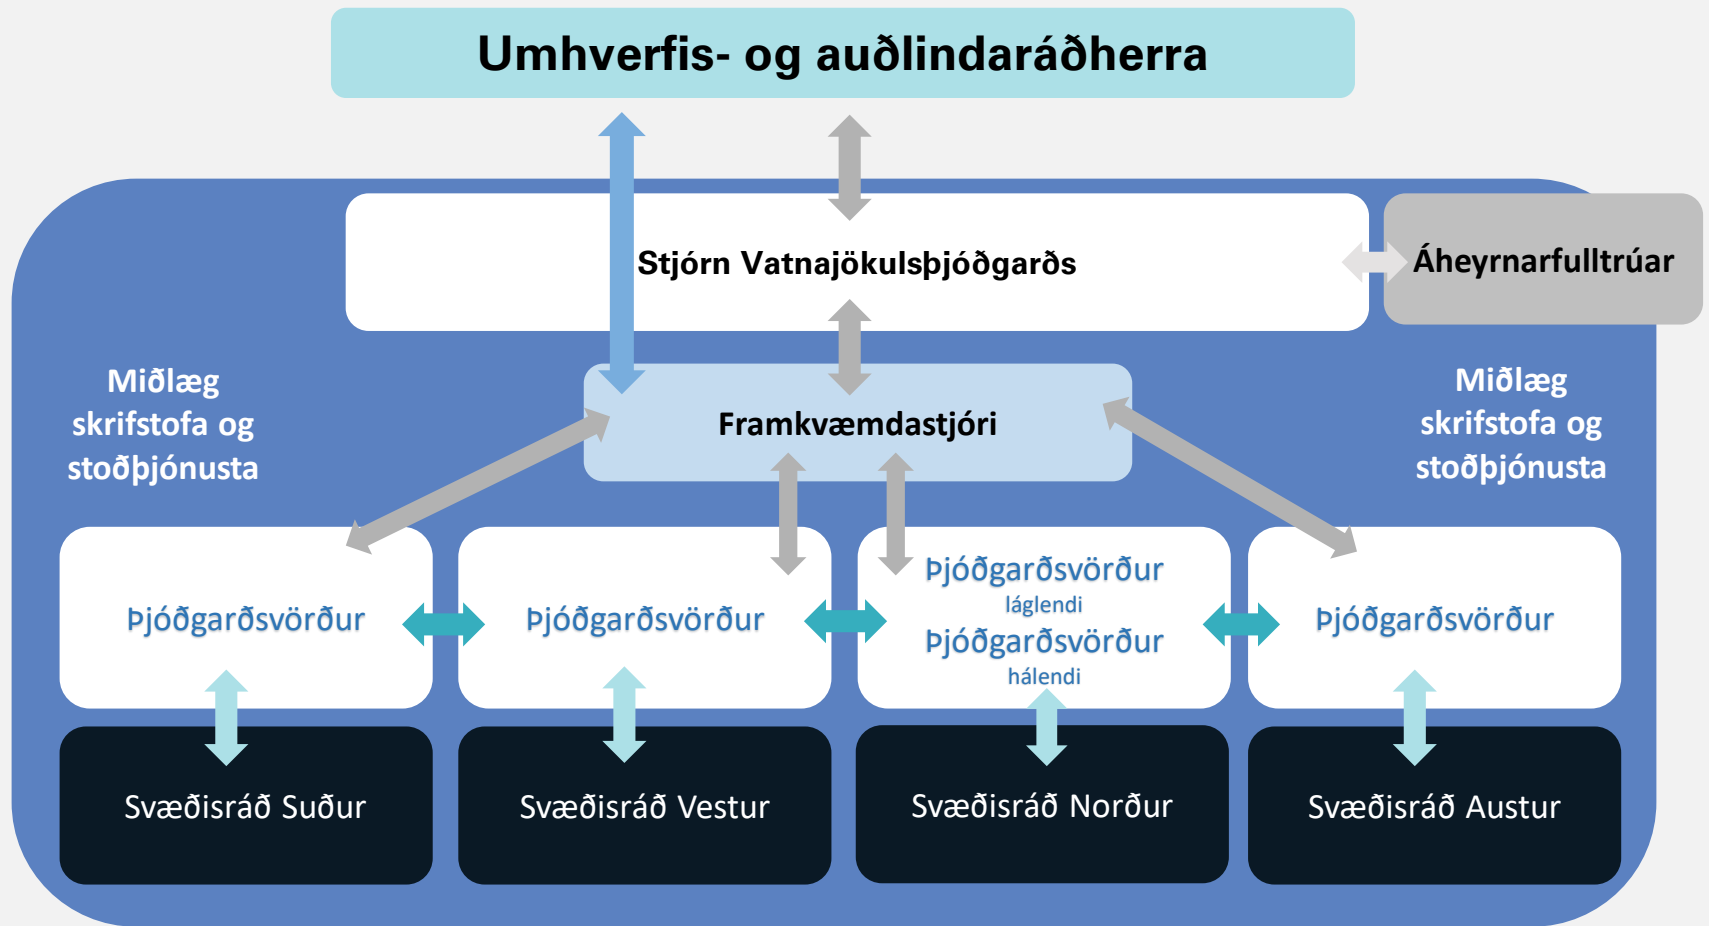 Umhverfis- og auðlindaráðherra
Stjórn Vatnajökulsþjóðgarðs
Áheyrnarfulltrúar
Miðlæg
skrifstofa og
stoðþjónusta
Framkvæmdastjóri
Miðlæg
skrifstofa og
stoðþjónusta
Þjóðgarðsvörður
Þjóðgarðsvörður
Þjóðgarðsvörður
láglendi
Þjóðgarðsvörður
hálendi
Þjóðgarðsvörður
Svæðisráð Suður
Svæðisráð Vestur
Svæðisráð Norður
Svæðisráð Austur